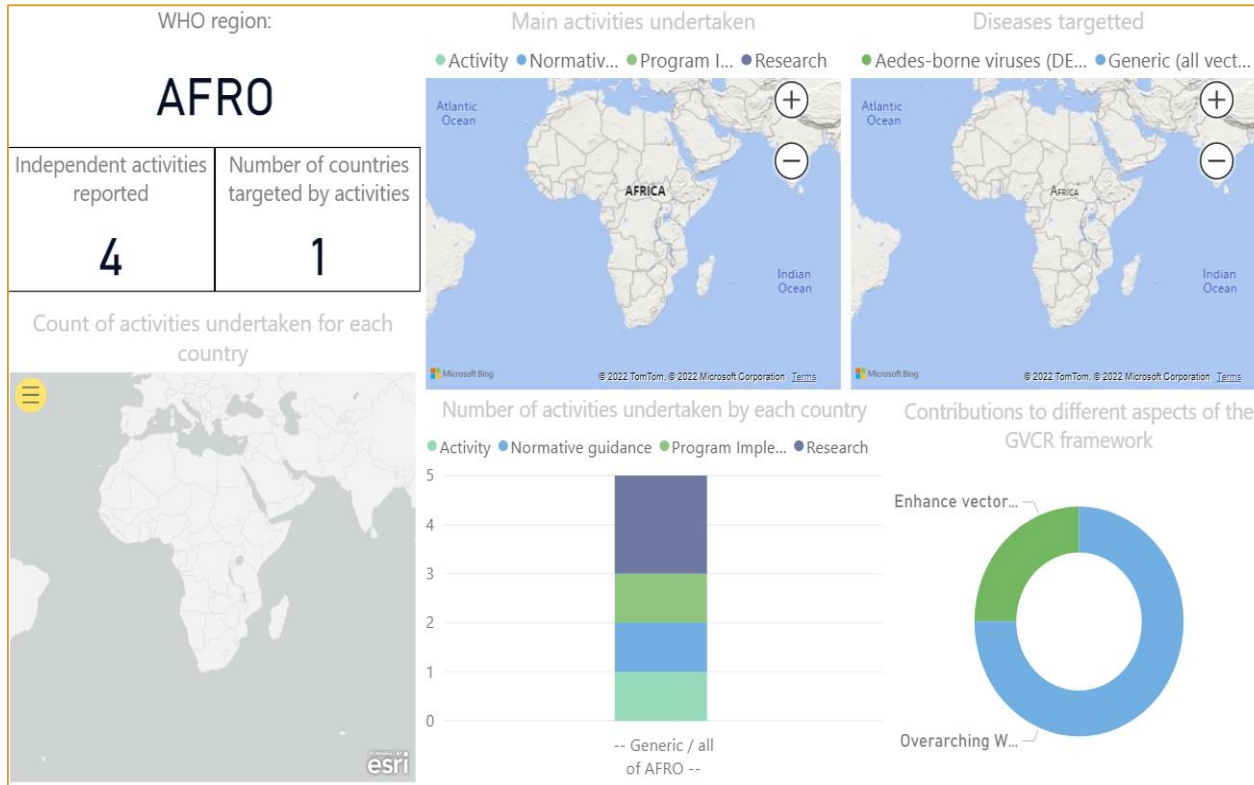 WHO region:
AFRO
Independent activities
reported
4
Number of countries
targeted by activities
1
Count of activities undertaken for each
country
POWERED BY
esri
Main activities undertaken
Activity Normativ... Program I... Research
Atlantic
Ocean
AFRICA
Indian
Ocean
+
−
Microsoft Bing
© 2022 TomTom, © 2022 Microsoft Corporation Terms
Diseases targetted
Aedes-borne viruses (DE... Generic (all vect...
Atlantic
Ocean
AFRICA
Indian
Ocean
+
−
Microsoft Bing
© 2022 TomTom, © 2022 Microsoft Corporation Terms
Number of activities undertaken by each country
Activity Normative guidance Program Imple... Research
5
4
3
2
1
0
-- Generic / all
of AFRO --
Contributions to different aspects of the
GVCR framework
Enhance vector...
Overarching W...